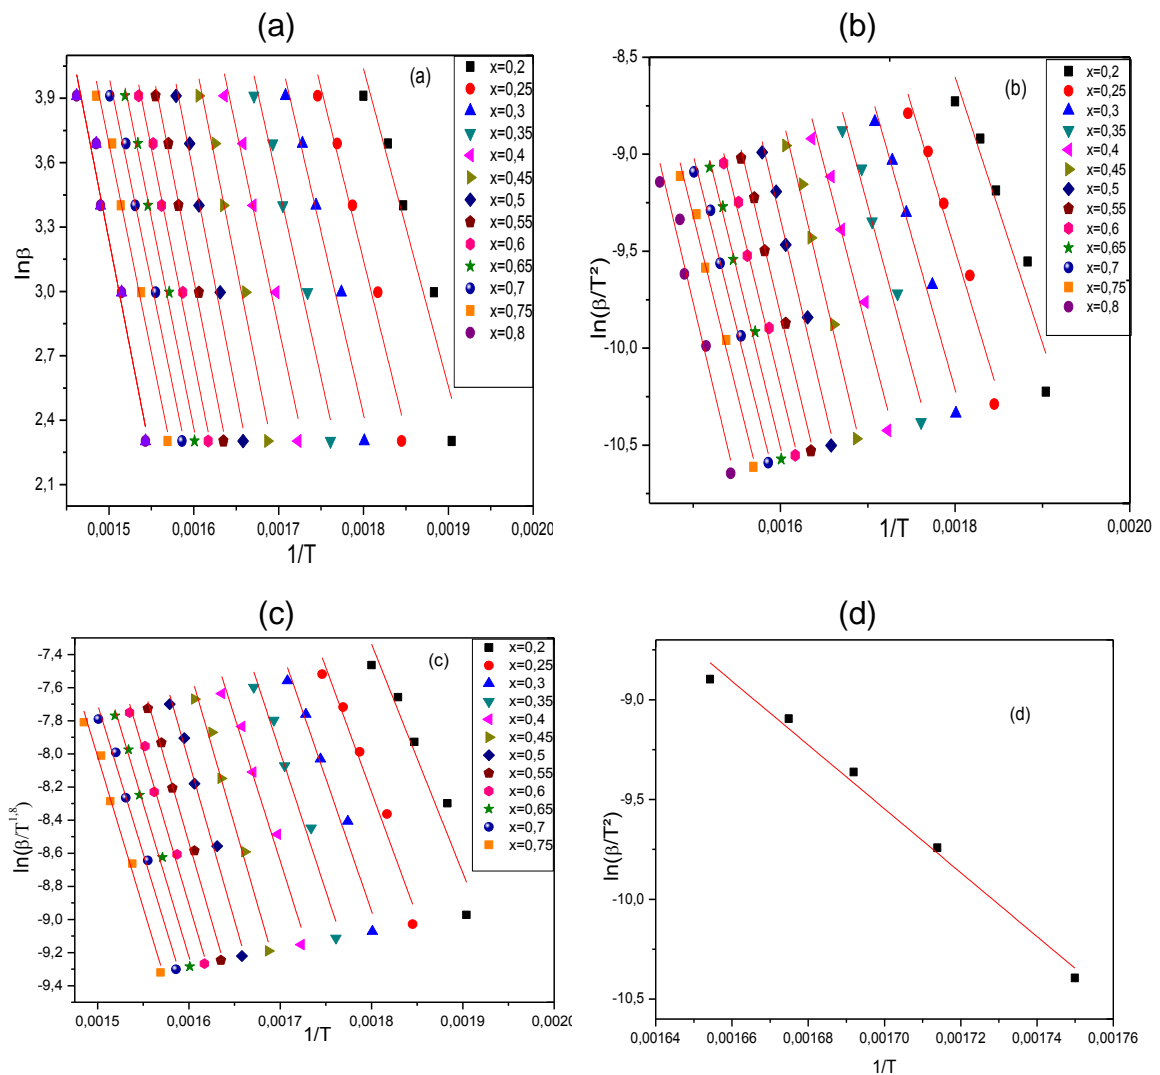 (a)
(a)
lnβ
3,9
3,6
3,3
3,0
2,7
2,4
2,1
0,0015
0,0016
0,0017
0,0018
0,0019
0,0020
1/T
x=0,2
x=0,25
x=0,3
x=0,35
x=0,4
x=0,45
x=0,5
x=0,55
x=0,6
x=0,65
x=0,7
x=0,75
x=0,8
(b)
(b)
ln(β/T²)
-8,5
-9,0
-9,5
-10,0
-10,5
0,0016
0,0018
0,0020
1/T
x=0,2
x=0,25
x=0,3
x=0,35
x=0,4
x=0,45
x=0,5
x=0,55
x=0,6
x=0,65
x=0,7
x=0,75
x=0,8
(c)
(c)
ln(β/T^1,8)
-7,4
-7,6
-7,8
-8,0
-8,2
-8,4
-8,6
-8,8
-9,0
-9,2
-9,4
0,0015
0,0016
0,0017
0,0018
0,0019
0,0020
1/T
x=0,2
x=0,25
x=0,3
x=0,35
x=0,4
x=0,45
x=0,5
x=0,55
x=0,6
x=0,65
x=0,7
x=0,75
(d)
(d)
ln(β/T²)
-9,0
-9,5
-10,0
-10,5
0,00164
0,00166
0,00168
0,00170
0,00172
0,00174
0,00176
1/T